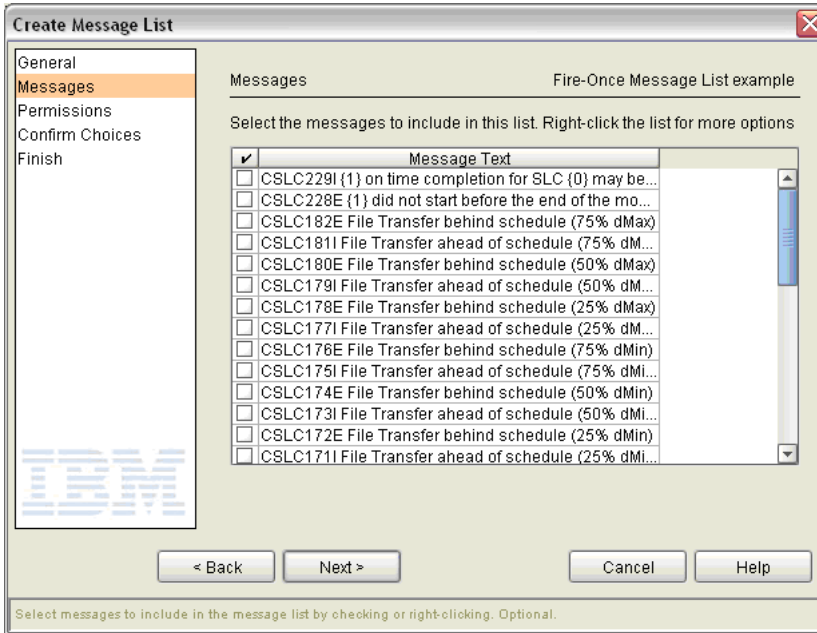 Create Message List
General
Messages
Permissions
Confirm Choices
Finish
Messages Fire-Once Message List example
Select the messages to include in this list. Right-click the list for more options
✔ Message Text
CSLC229I {1} on time completion for SLC {0} may be...
CSLC228E {1} did not start before the end of the mo...
CSLC182E File Transfer behind schedule (75% dMax)
CSLC181I File Transfer ahead of schedule (75% dM...
CSLC180E File Transfer behind schedule (50% dMax)
CSLC179I File Transfer ahead of schedule (50% dM...
CSLC178E File Transfer behind schedule (25% dMax)
CSLC177I File Transfer ahead of schedule (25% dM...
CSLC176E File Transfer behind schedule (75% dMin)
CSLC175I File Transfer ahead of schedule (75% dMi...
CSLC174E File Transfer behind schedule (50% dMin)
CSLC173I File Transfer ahead of schedule (50% dMi...
CSLC172E File Transfer behind schedule (25% dMin)
CSLC171I File Transfer ahead of schedule (25% dMi...
IBM
< Back Next > Cancel Help
Select messages to include in the message list by checking or right-clicking. Optional.